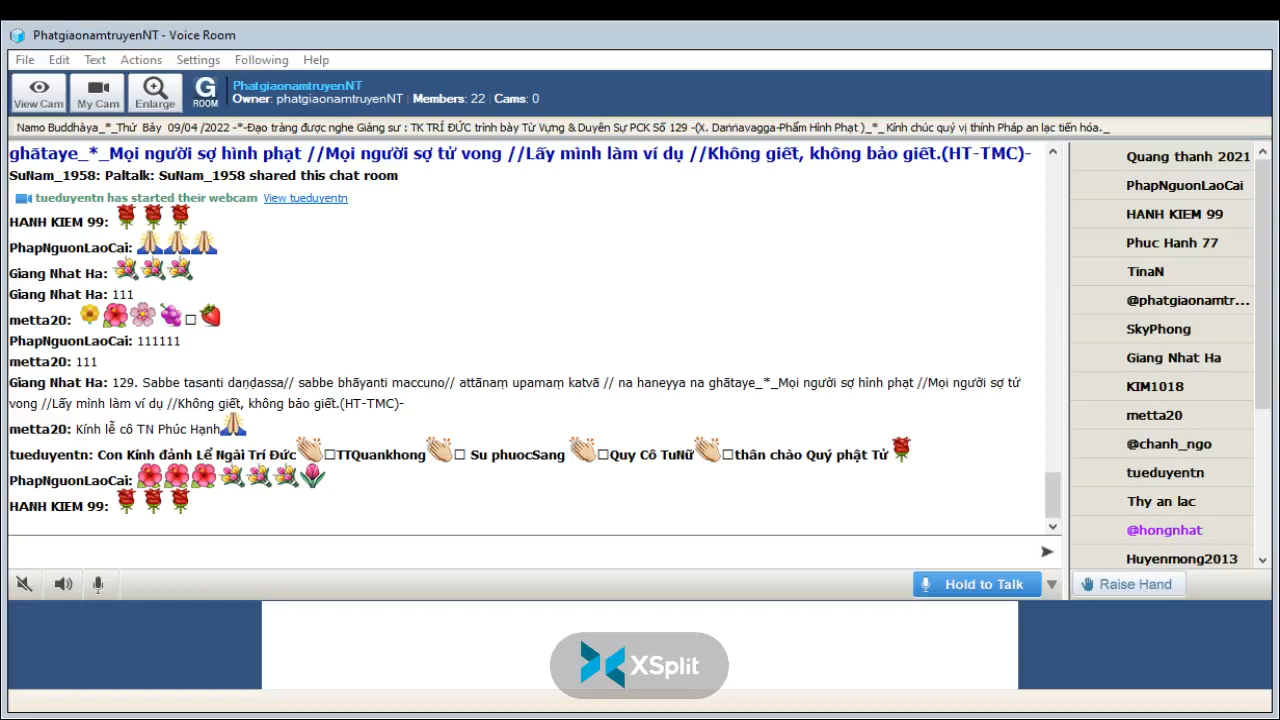 PhatgiaonamtruyenNT - Voice Room
File Edit Text Actions Settings Following Help
View Cam My Cam Enlarge G ROOM
PhatgiaonamtruyenNT
Owner: phatgiaonamtruyenNT | Members: 22 | Cams: 0
Namo Buddhàya_*_Thứ Bảy 09/04 /2022 -*-Đạo tràng được nghe Giảng sư : TK TRÍ ĐỨC trình bày Từ Vựng & Duyên Sự PCK Số 129 -(X. Daṇṇavagga-Phẩm Hình Phạt )_*_ Kính chúc quý vị thính Pháp an lạc tiến hóa._
ghātaye_*_Mọi người sợ hình phạt //Mọi người sợ tử vong //Lấy mình làm ví dụ //Không giết, không bảo giết.(HT-TMC)-
SuNam_1958: Paltalk: SuNam_1958 shared this chat room
tueduyentn has started their webcam View tueduyentn
HANH KIEM 99: 🌹🌹🌹
PhapNguonLaoCai: 🙏🙏🙏
Giang Nhat Ha: 💐💐💐
Giang Nhat Ha: 111
metta20: 🌼🌺🌸🍇□🍓
PhapNguonLaoCai: 111111
metta20: 111
Giang Nhat Ha: 129. Sabbe tasanti daṇḍassa// sabbe bhāyanti maccuno// attānaṃ upamaṃ katvā // na haneyya na ghātaye_*_Mọi người sợ hình phạt //Mọi người sợ tử
vong //Lấy mình làm ví dụ //Không giết, không bảo giết.(HT-TMC)-
metta20: Kính lễ cô TN Phúc Hạnh🙏
tueduyentn: Con Kính đảnh Lể Ngài Trí Đức👏□TTQuankhong👏□ Su phuocSang 👏□Quy Cô TuNữ👏□thân chào Quý phật Tử 🌹
PhapNguonLaoCai: 🌺🌺🌺💐💐💐🌷
HANH KIEM 99: 🌹🌹🌹
Hold to Talk
Quang thanh 2021
PhapNguonLaoCai
HANH KIEM 99
Phuc Hanh 77
TinaN
@phatgiaonamtr...
SkyPhong
Giang Nhat Ha
KIM1018
metta20
@chanh_ngo
tueduyentn
Thy an lac
@hongnhat
Huyenmong2013
Raise Hand
XSplit